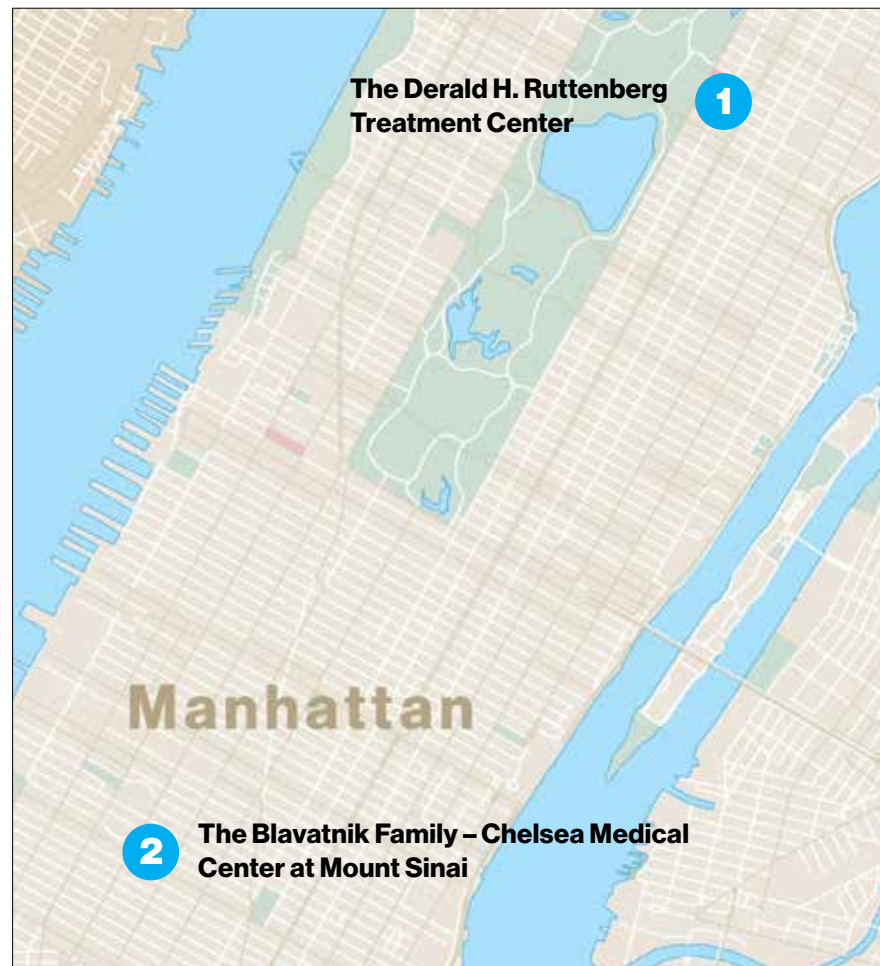 The Derald H. Ruttenberg
Treatment Center
1
Manhattan
2
The Blavatnik Family – Chelsea Medical
Center at Mount Sinai